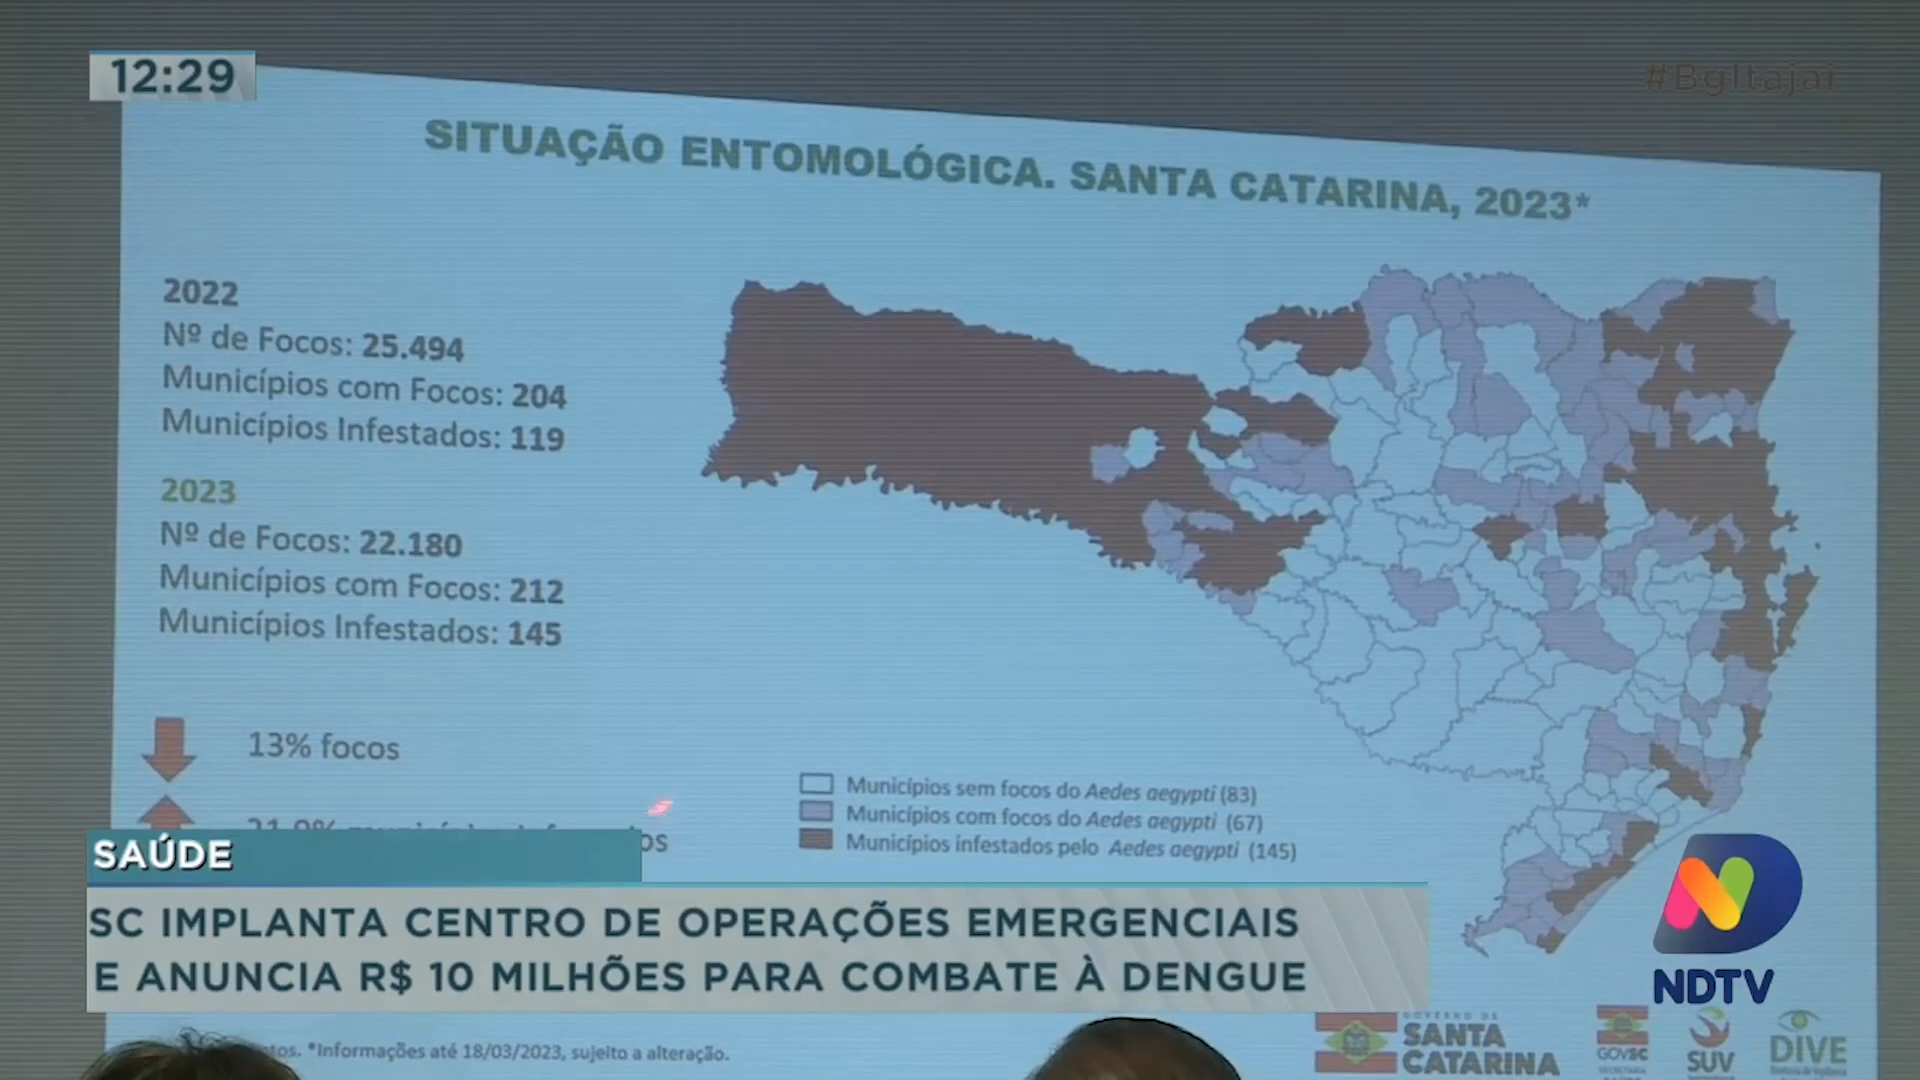 12:29
#BgItajai
SITUAÇÃO ENTOMOLÓGICA. SANTA CATARINA, 2023*
2022
Nº de Focos: 25.494
Municípios com Focos: 204
Municípios Infestados: 119
2023
Nº de Focos: 22.180
Municípios com Focos: 212
Municípios Infestados: 145
13% focos
Municípios sem focos do Aedes aegypti (83)
Municípios com focos do Aedes aegypti (67)
Municípios infestados pelo Aedes aegypti (145)
SAÚDE
SC IMPLANTA CENTRO DE OPERAÇÕES EMERGENCIAIS
E ANUNCIA R$ 10 MILHÕES PARA COMBATE À DENGUE
NDTV
*Informações até 18/03/2023, sujeito a alteração.
GOVERNO DE
SANTA
CATARINA
GOVSC
SUV
DIVE